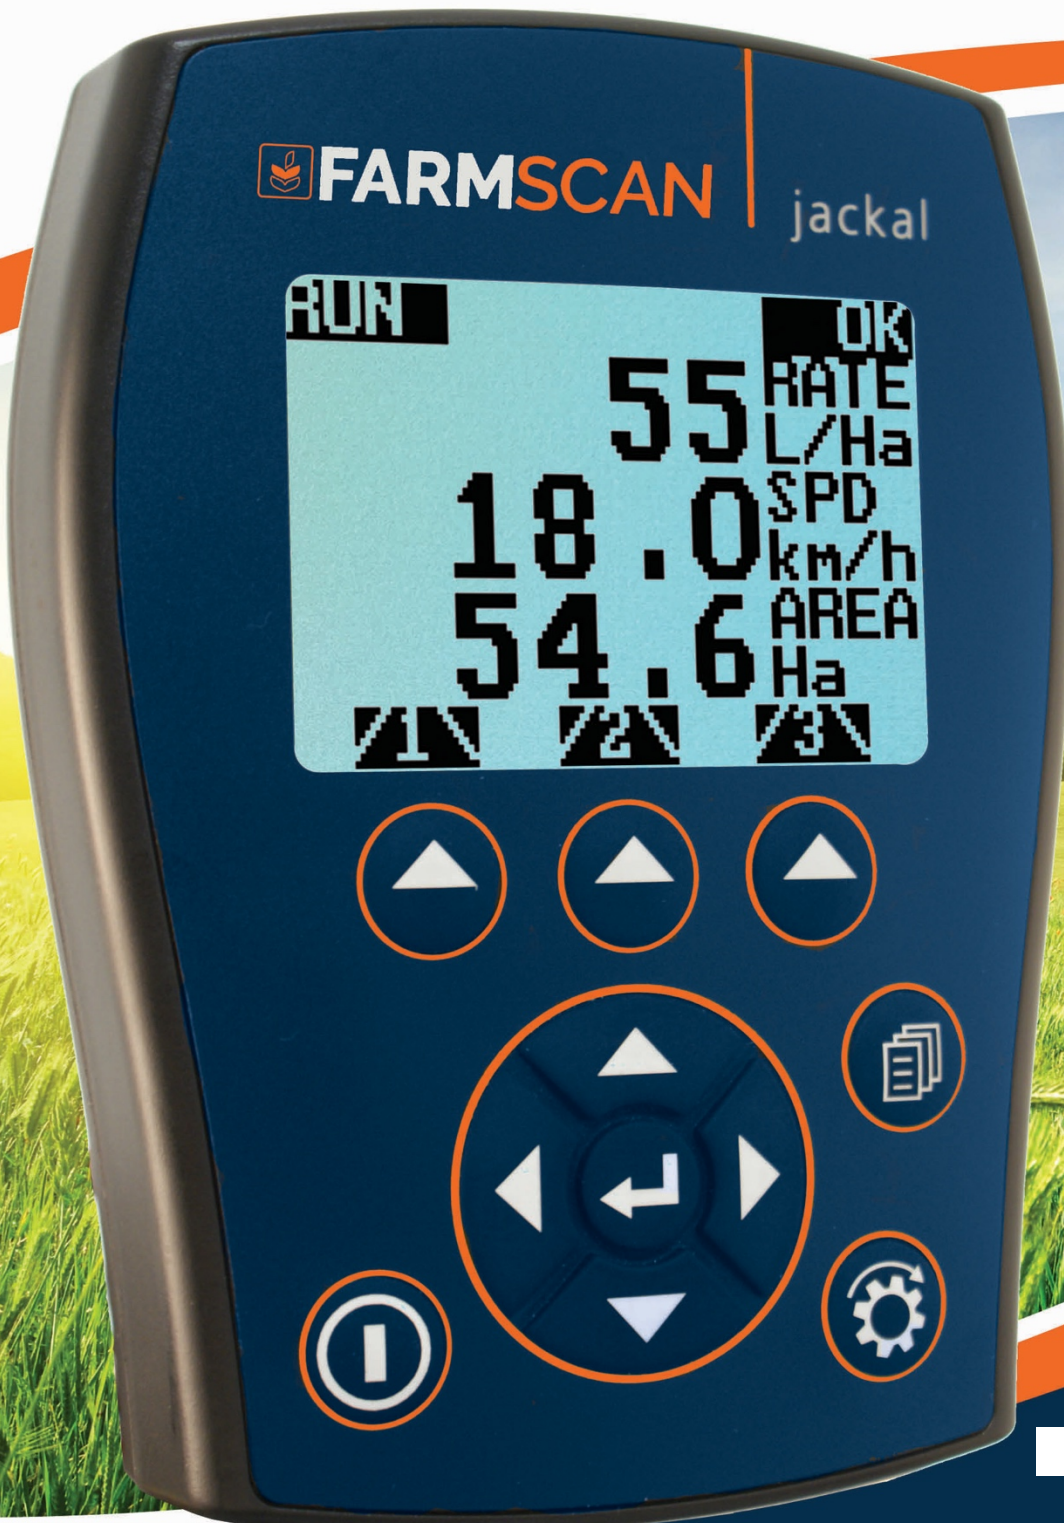 FARMSCAN
jackal
RUN OK
55 RATE L/Ha
18.0 SPD km/h
54.6 AREA Ha
1 2 3